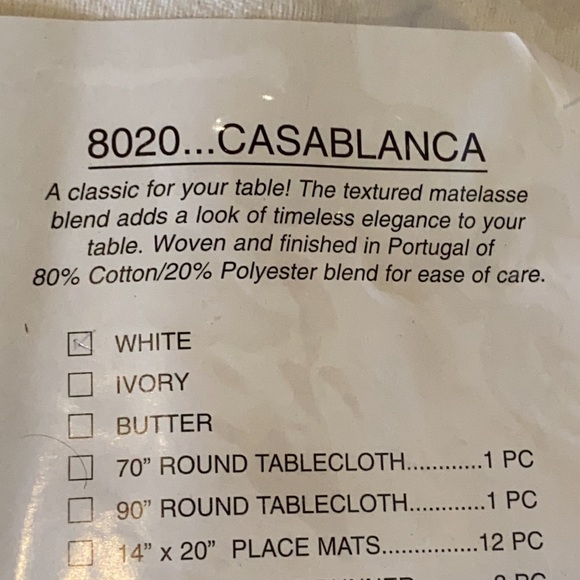 8020...CASABLANCA
A classic for your table! The textured matelasse
blend adds a look of timeless elegance to your
table. Woven and finished in Portugal of
80% Cotton/20% Polyester blend for ease of care.
WHITE
IVORY
BUTTER
70” ROUND TABLECLOTH............1 PC
90” ROUND TABLECLOTH............1 PC
14” x 20” PLACE MATS...............12 PC